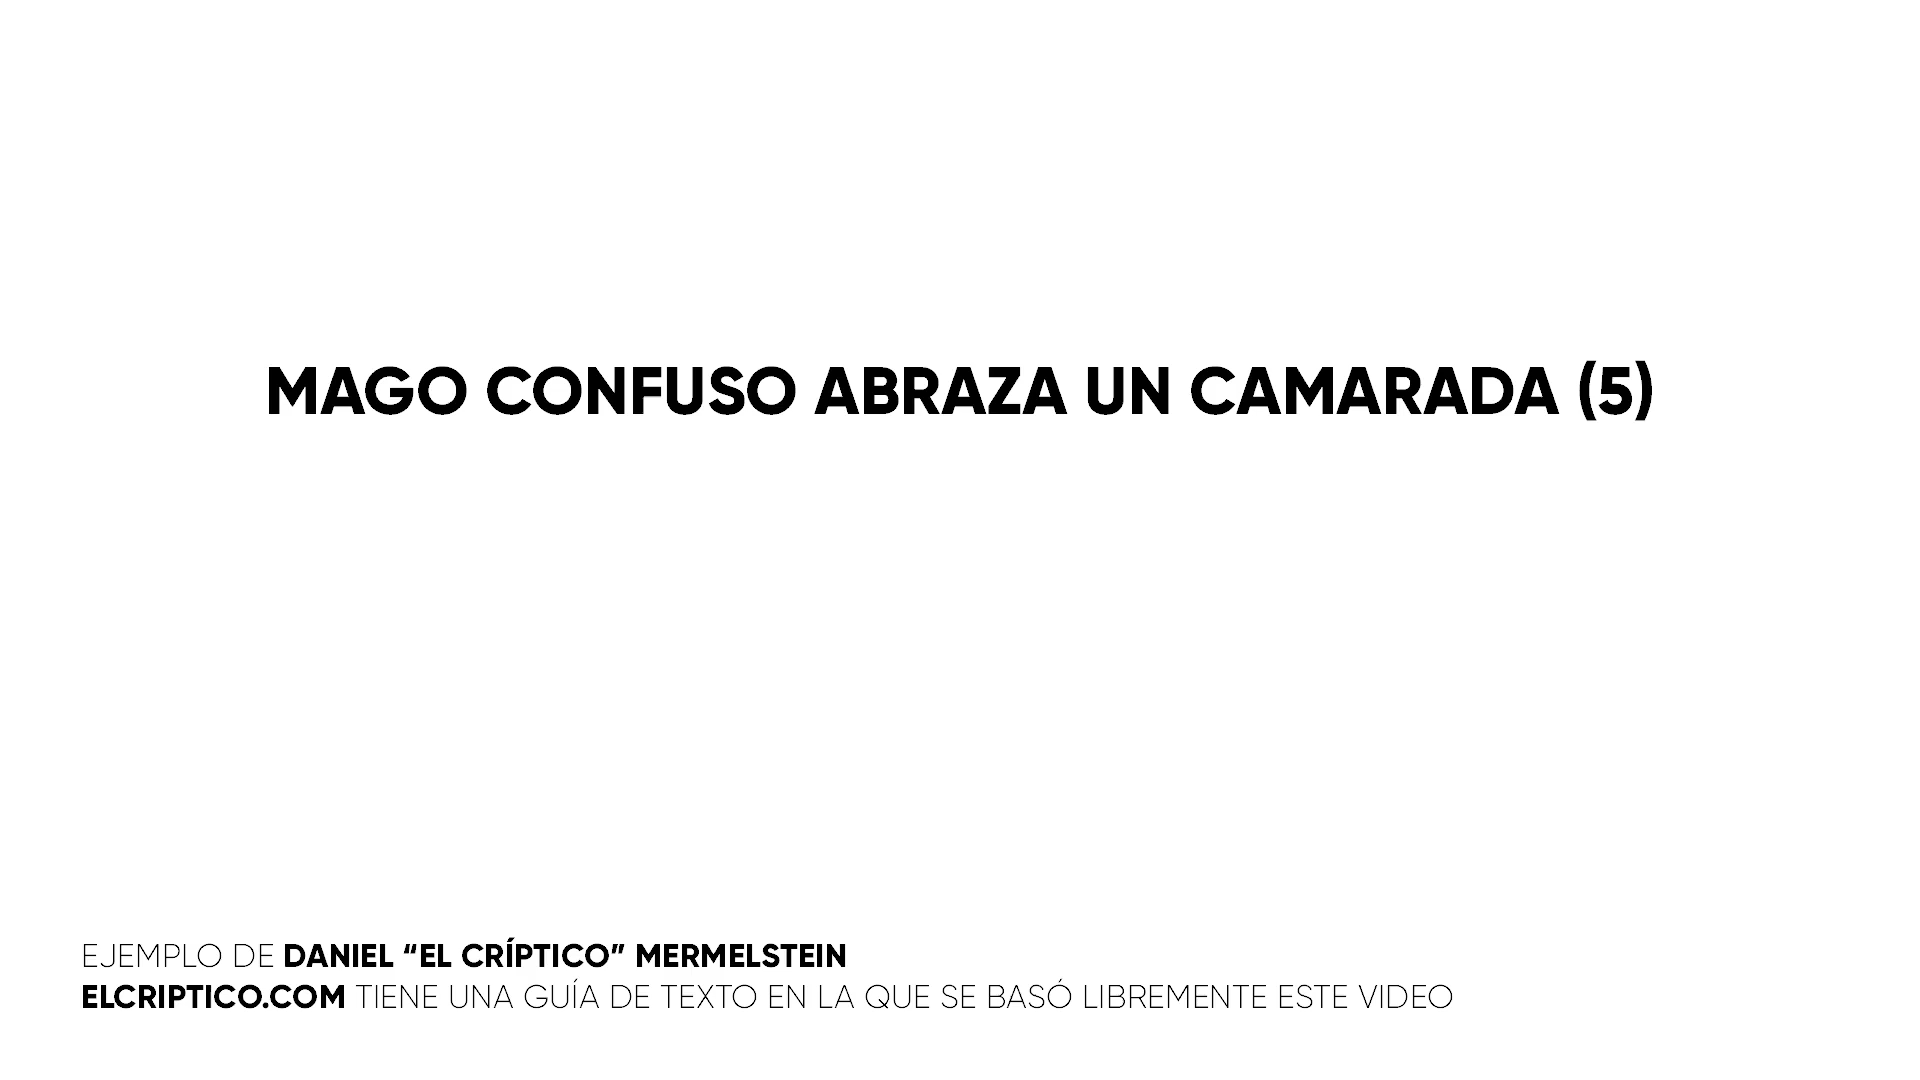 MAGO CONFUSO ABRAZA UN CAMARADA (5)
EJEMPLO DE DANIEL “EL CRÍPTICO” MERMELSTEIN
ELCRIPTICO.COM TIENE UNA GUÍA DE TEXTO EN LA QUE SE BASÓ LIBREMENTE ESTE VIDEO